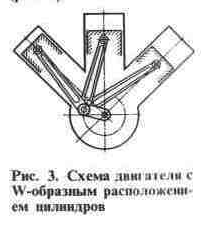 Рис. 3. Схема двигателя с
W-образным расположени-
ем цилиндров